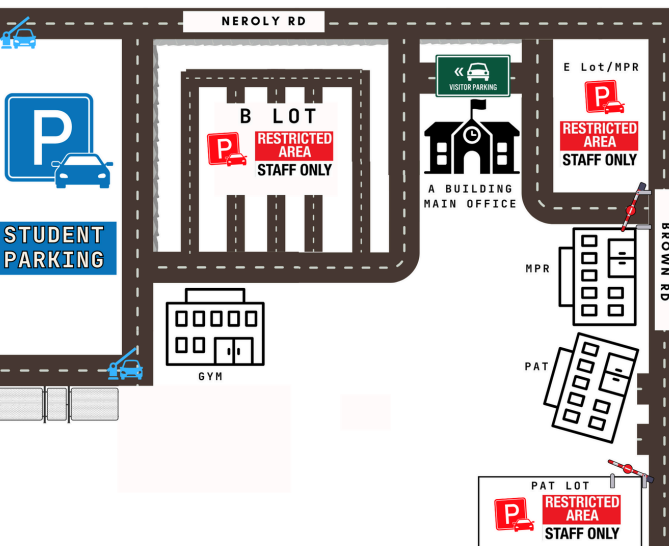 NEROLY RD
« VISITOR PARKING
E Lot/MPR
P
RESTRICTED
AREA
STAFF ONLY
P
STUDENT
PARKING
B LOT
P
RESTRICTED
AREA
STAFF ONLY
A BUILDING
MAIN OFFICE
BROWN RD
MPR
PAT
GYM
PAT LOT
P
RESTRICTED
AREA
STAFF ONLY